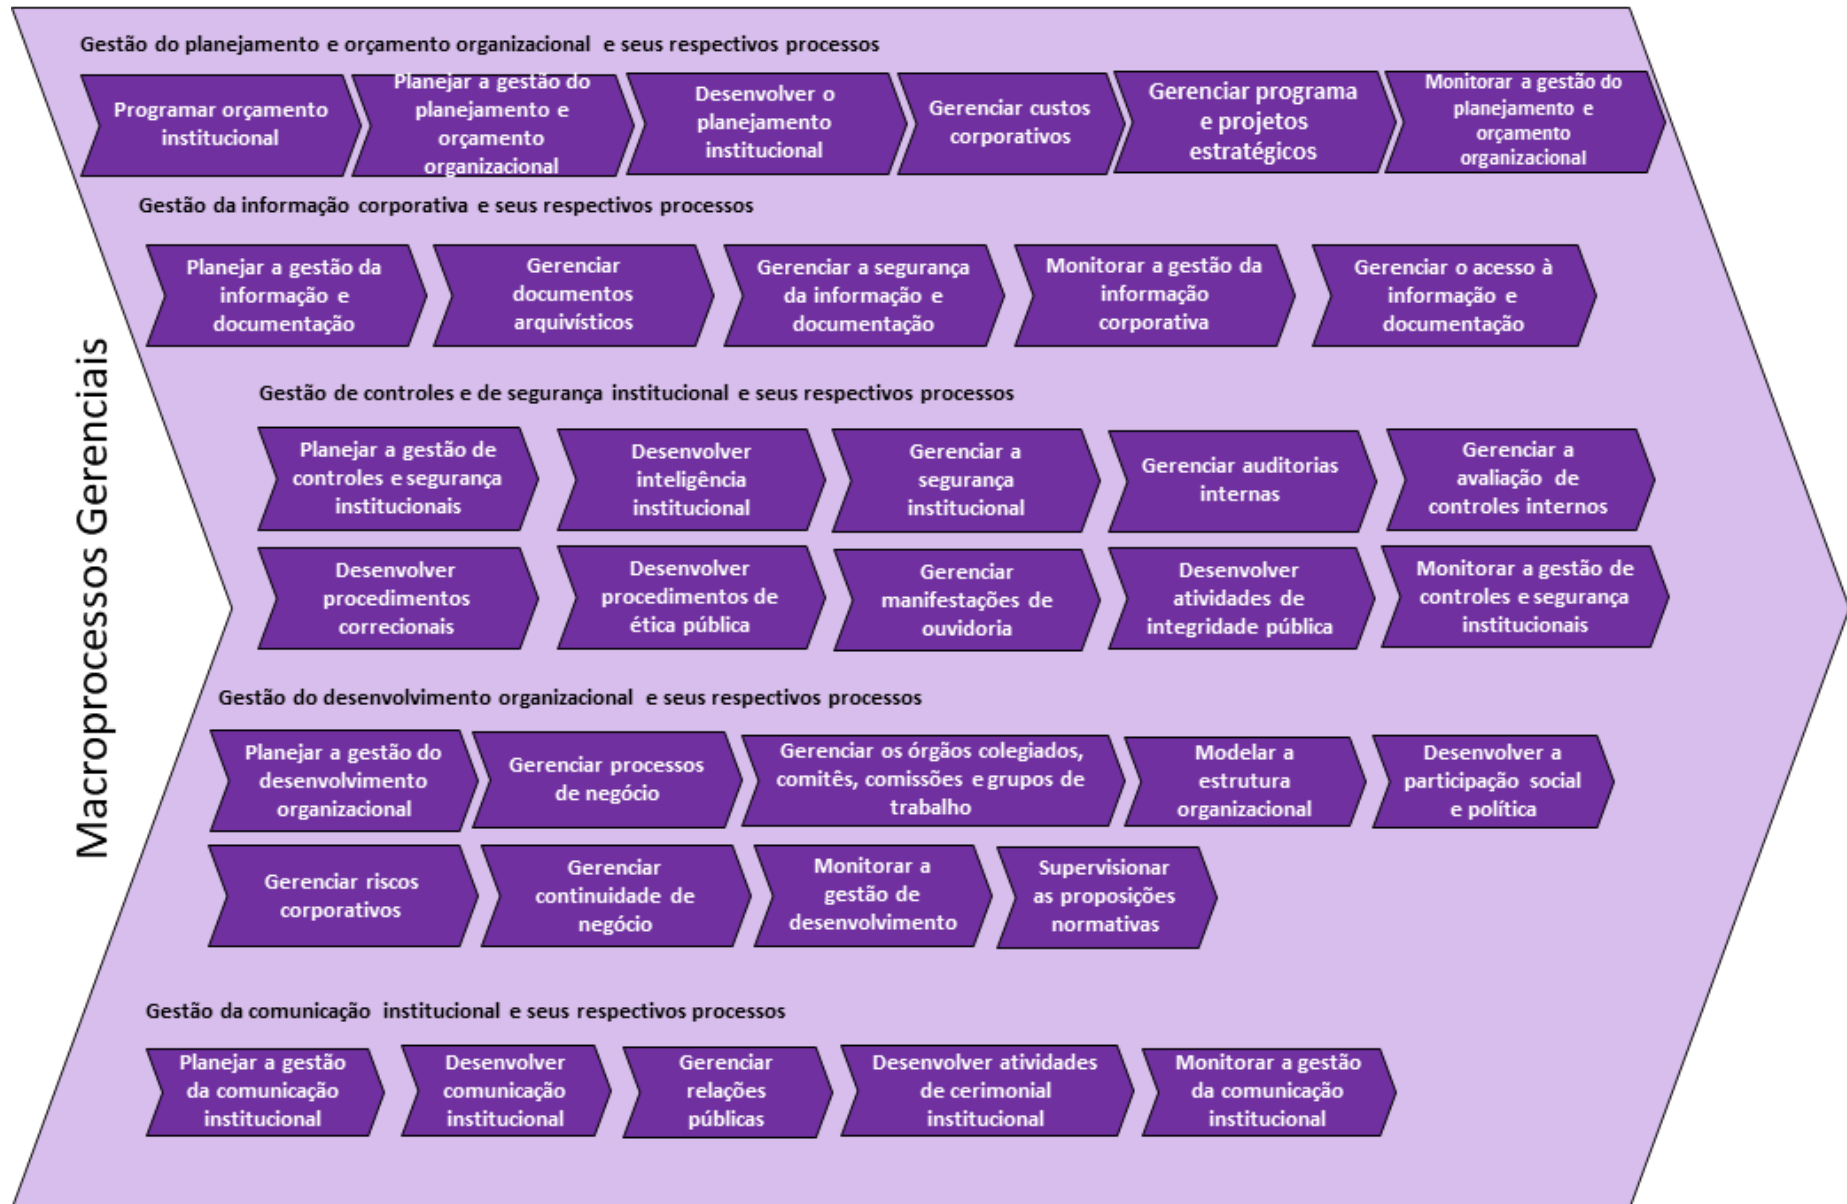 Macroprocessos Gerenciais
Gestão do planejamento e orçamento organizacional e seus respectivos processos
Programar orçamento
institucional
Planejar a gestão do
planejamento e
orçamento
organizacional
Desenvolver o
planejamento
institucional
Gerenciar custos
corporativos
Gerenciar programa
e projetos
estratégicos
Monitorar a gestão do
planejamento e
orçamento
organizacional
Gestão da informação corporativa e seus respectivos processos
Planejar a gestão da
informação e
documentação
Gerenciar
documentos
arquivísticos
Gerenciar a segurança
da informação e
documentação
Monitorar a gestão da
informação
corporativa
Gerenciar o acesso à
informação e
documentação
Gestão de controles e de segurança institucional e seus respectivos processos
Planejar a gestão de
controles e segurança
institucionais
Desenvolver
inteligência
institucional
Gerenciar a
segurança
institucional
Gerenciar auditorias
internas
Gerenciar a
avaliação de
controles internos
Desenvolver
procedimentos
correcionais
Desenvolver
procedimentos de
ética pública
Gerenciar
manifestações de
ouvidoria
Desenvolver
atividades de
integridade pública
Monitorar a gestão de
controles e segurança
institucionais
Gestão do desenvolvimento organizacional e seus respectivos processos
Planejar a gestão do
desenvolvimento
organizacional
Gerenciar processos
de negócio
Gerenciar os órgãos colegiados,
comitês, comissões e grupos de
trabalho
Modelar a
estrutura
organizacional
Desenvolver a
participação social
e política
Gerenciar riscos
corporativos
Gerenciar
continuidade de
negócio
Monitorar a
gestão de
desenvolvimento
Supervisionar
as proposições
normativas
Gestão da comunicação institucional e seus respectivos processos
Planejar a gestão
da comunicação
institucional
Desenvolver
comunicação
institucional
Gerenciar
relações
públicas
Desenvolver atividades
de cerimonial
institucional
Monitorar a gestão
da comunicação
institucional